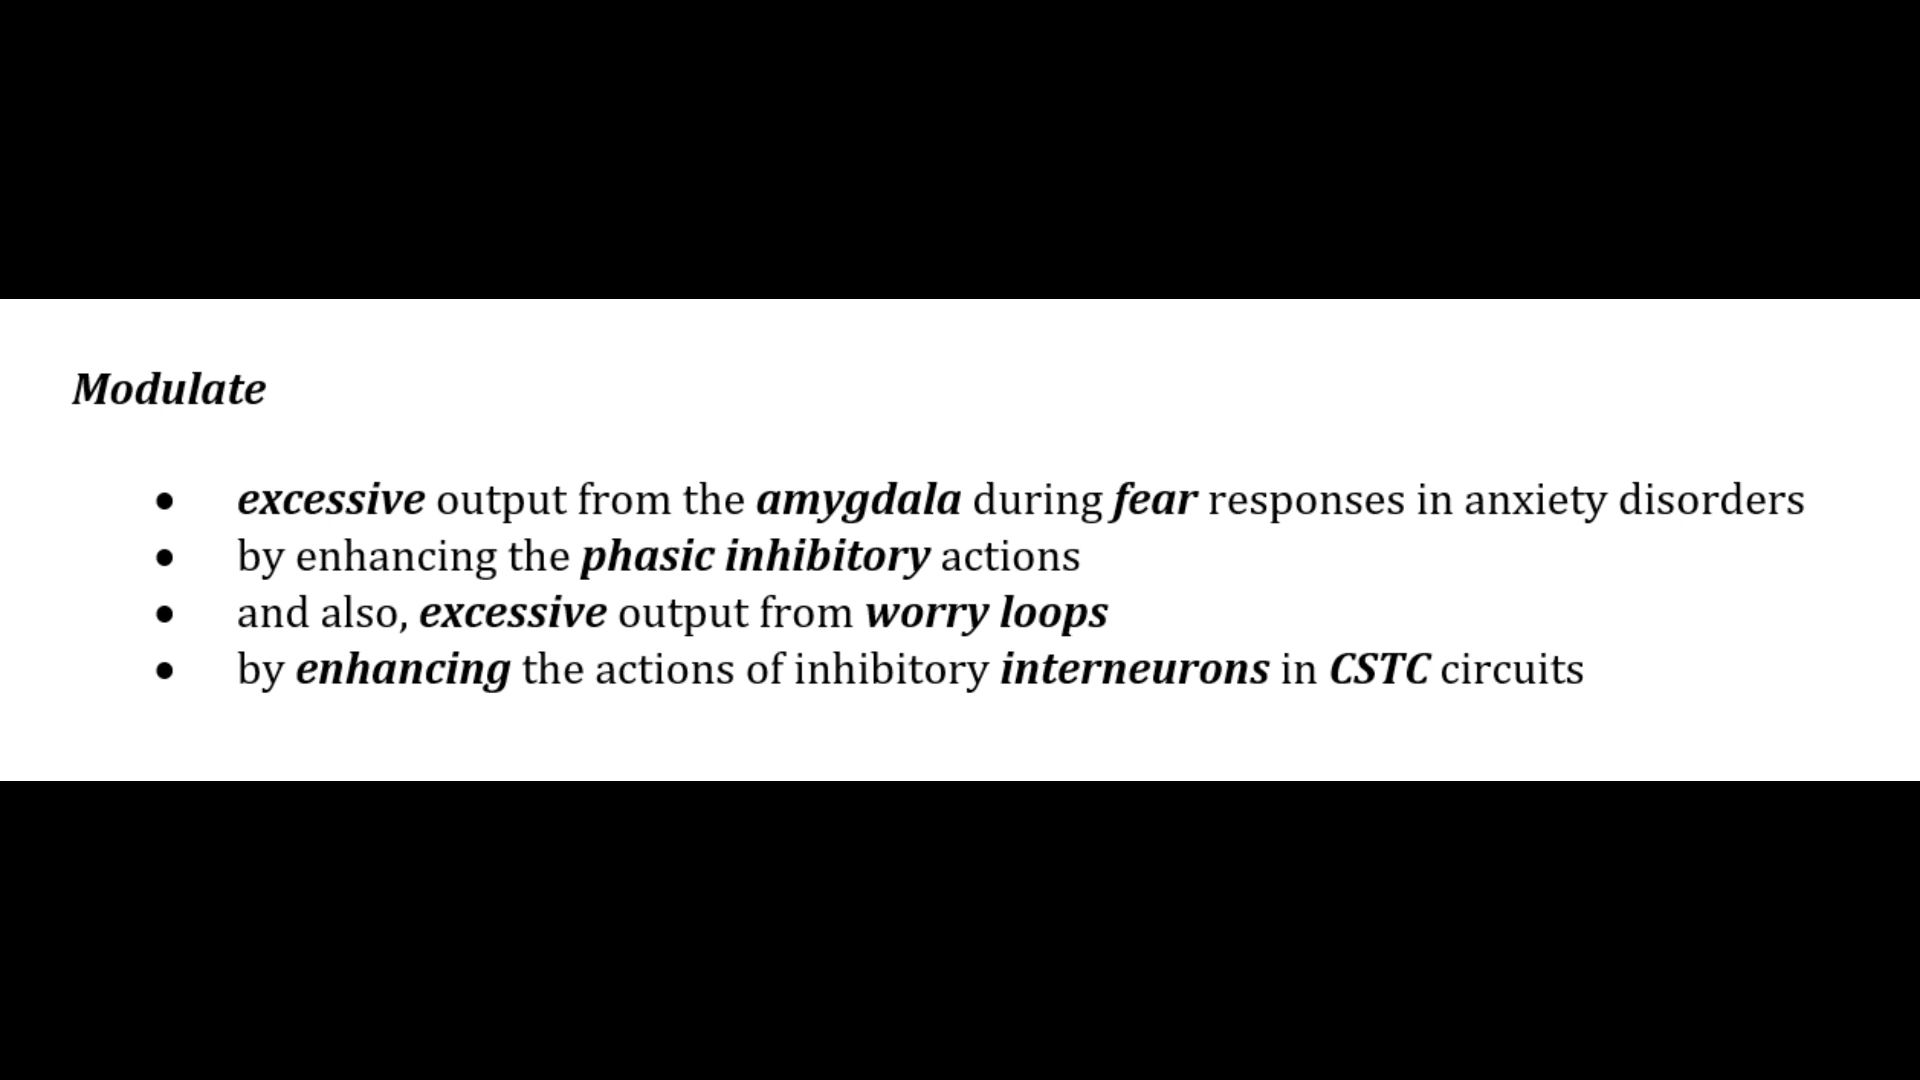 Modulate
• excessive output from the amygdala during fear responses in anxiety disorders
• by enhancing the phasic inhibitory actions
• and also, excessive output from worry loops
• by enhancing the actions of inhibitory interneurons in CSTC circuits